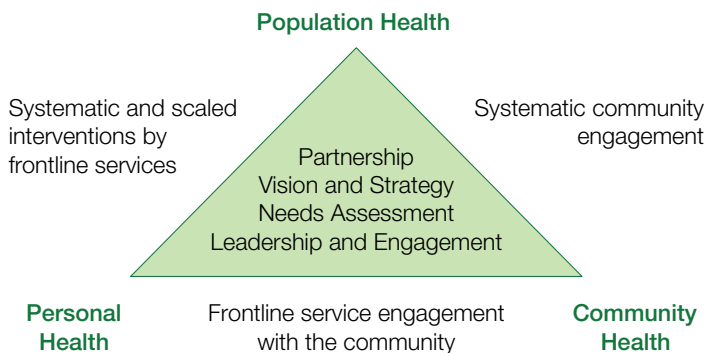 Population Health
Systematic and scaled
interventions by
frontline services
Systematic community
engagement
Partnership
Vision and Strategy
Needs Assessment
Leadership and Engagement
Personal
Health
Frontline service engagement
with the community
Community
Health